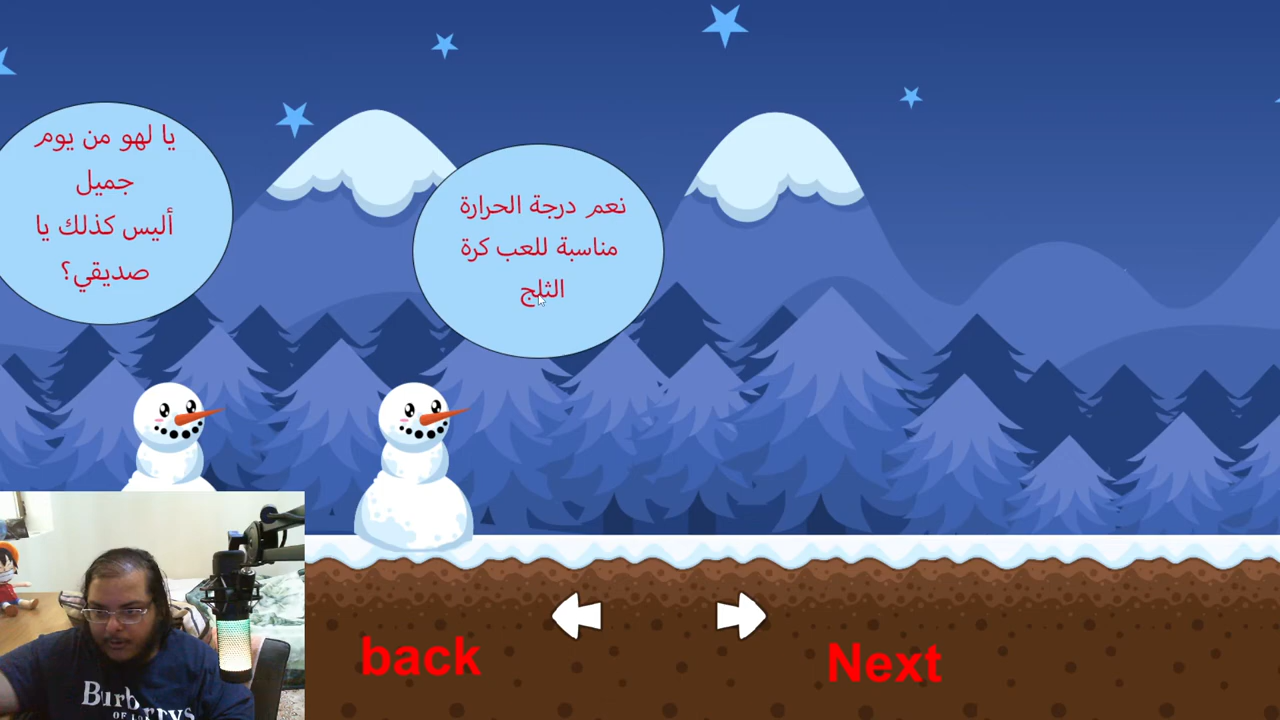 يا لهو من يوم
جميل
أليس كذلك يا
صديقي؟
نعم درجة الحرارة
مناسبة للعب كرة
الثلج
back
Next